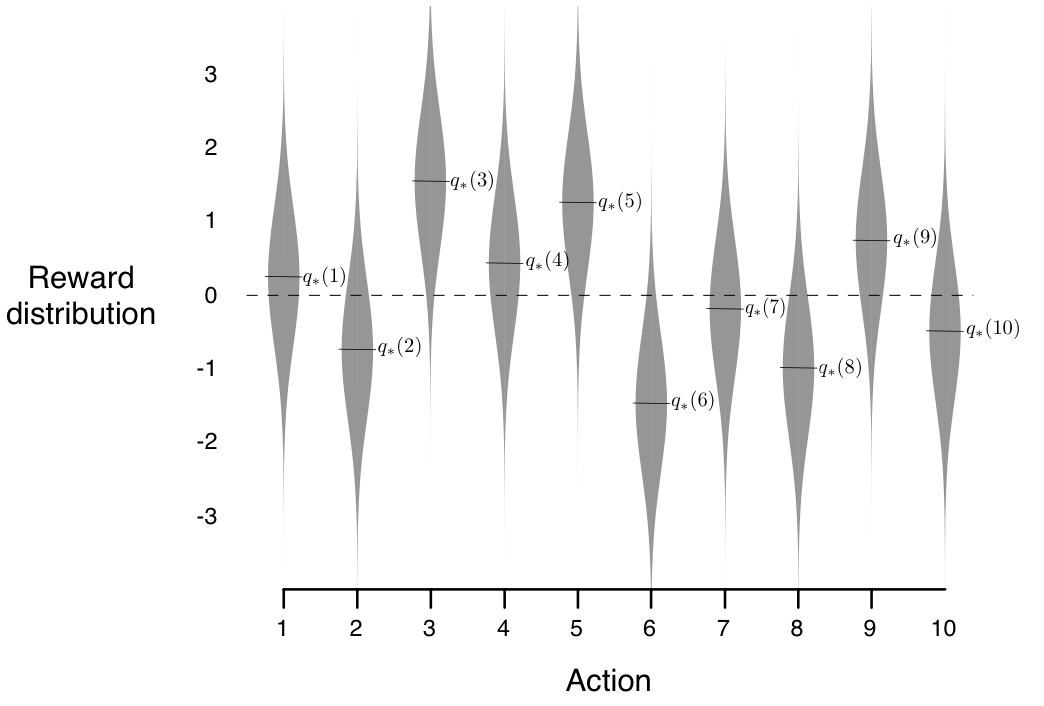 3
2
q∗(3)
q∗(5)
1
q∗(9)
q∗(4)
Reward
distribution
q∗(1)
0
q∗(7)
q∗(10)
q∗(2)
-1
q∗(8)
q∗(6)
-2
-3
1 2 3 4 5 6 7 8 9 10
Action